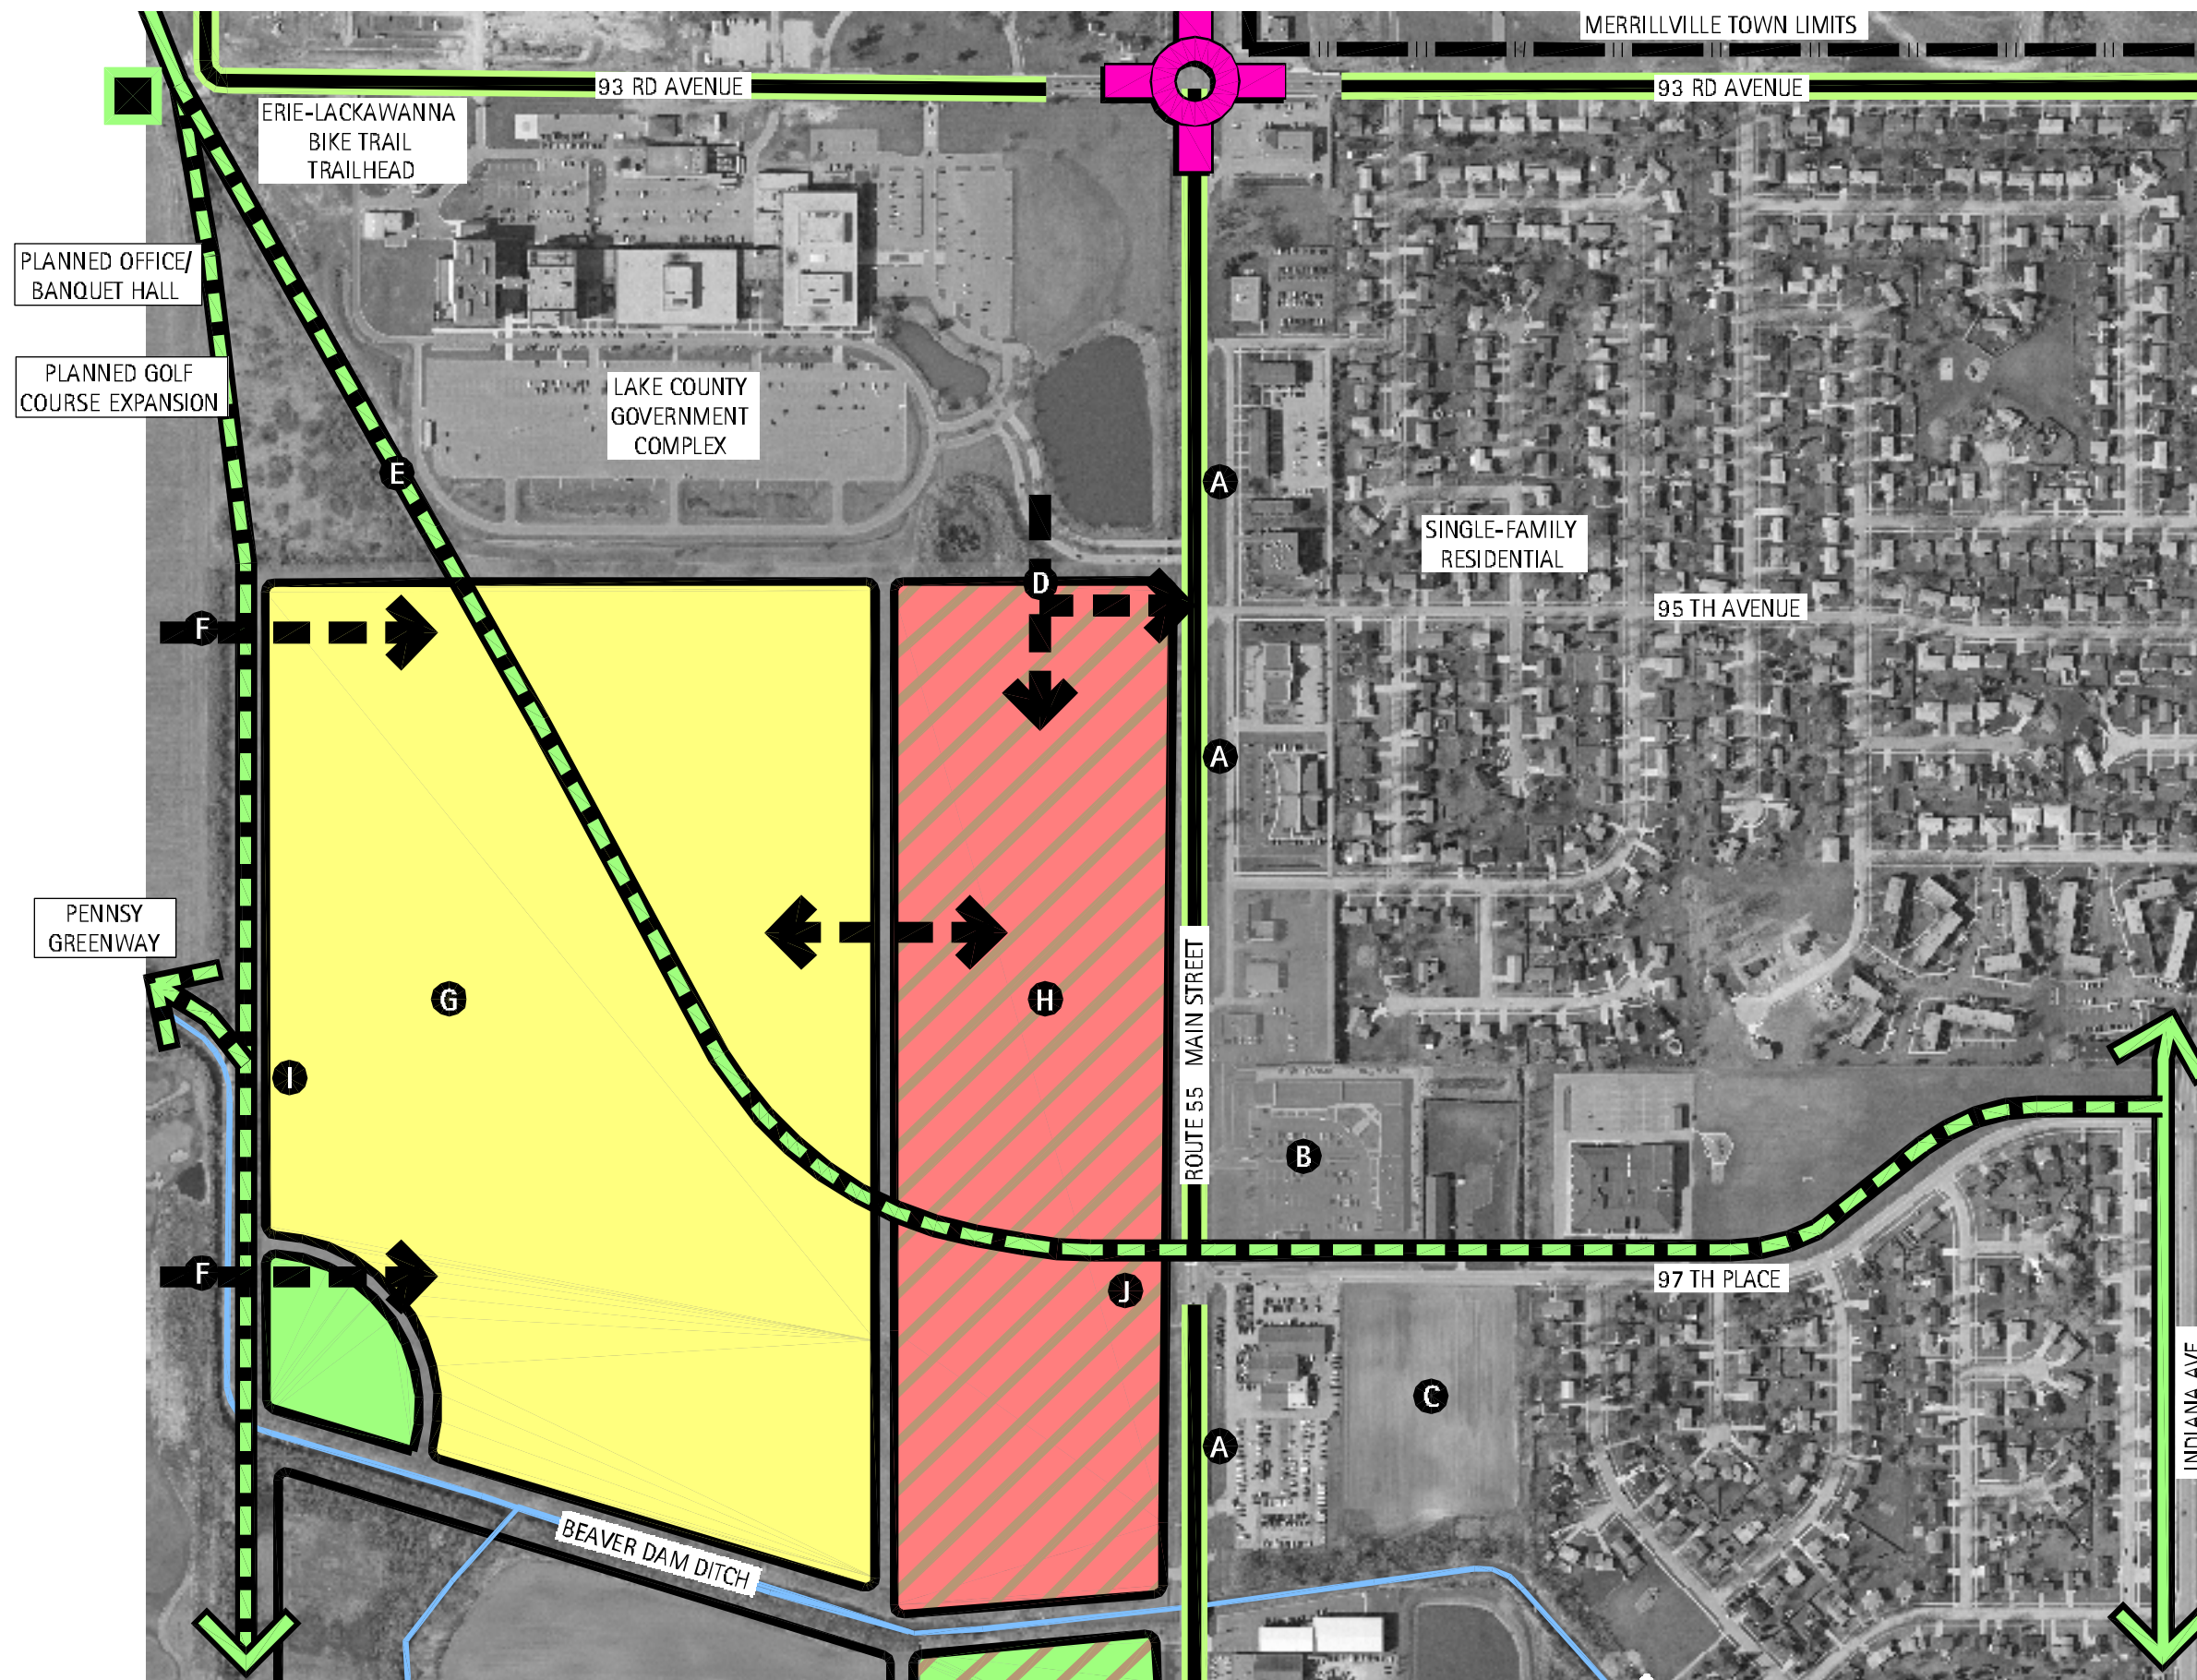 MERRILLVILLE TOWN LIMITS
93 RD AVENUE
93 RD AVENUE
ERIE-LACKAWANNA
BIKE TRAIL
TRAILHEAD
PLANNED OFFICE/
BANQUET HALL
PLANNED GOLF
COURSE EXPANSION
LAKE COUNTY
GOVERNMENT
COMPLEX
E
A
SINGLE-FAMILY
RESIDENTIAL
D
95 TH AVENUE
F
A
PENNSY
GREENWAY
G
H
ROUTE 55 MAIN STREET
I
B
F
J
97 TH PLACE
C
A
INDIANA AVE
BEAVER DAM DITCH